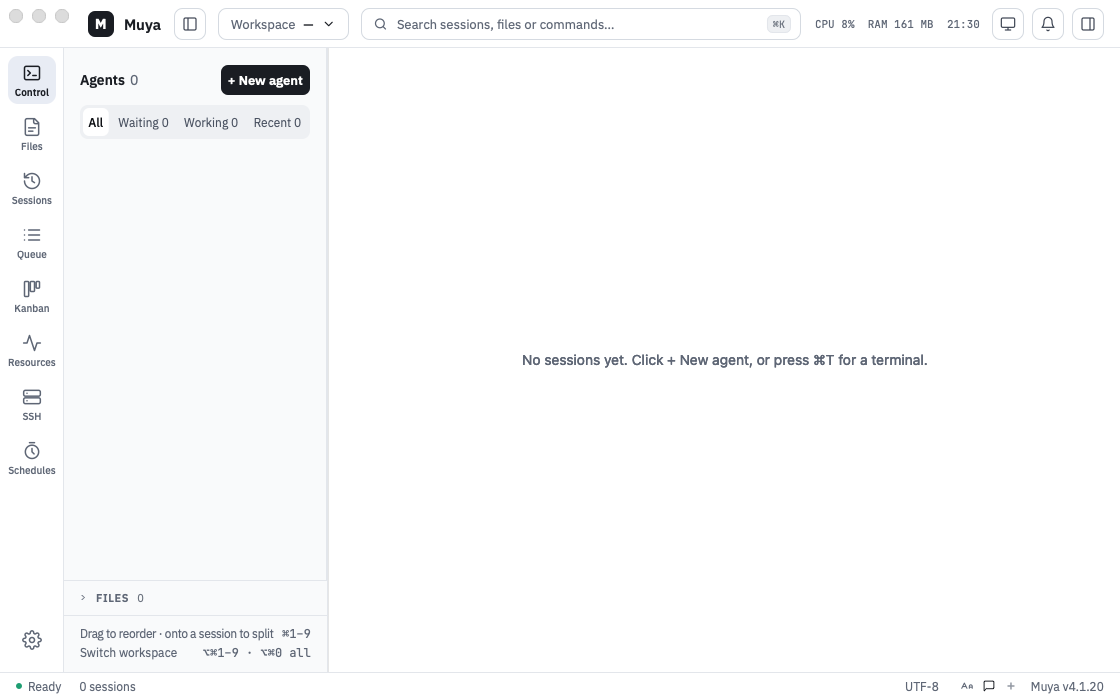 M Muya Workspace — Search sessions, files or commands... ⌘K CPU 8% RAM 161 MB 21:30
Control
Files
Sessions
Queue
Kanban
Resources
SSH
Schedules
Agents 0 + New agent
All Waiting 0 Working 0 Recent 0
No sessions yet. Click + New agent, or press ⌘T for a terminal.
FILES 0
Drag to reorder · onto a session to split ⌘1–9
Switch workspace ⌥⌘1–9 · ⌥⌘0 all
Ready 0 sessions UTF-8 Aa + Muya v4.1.20